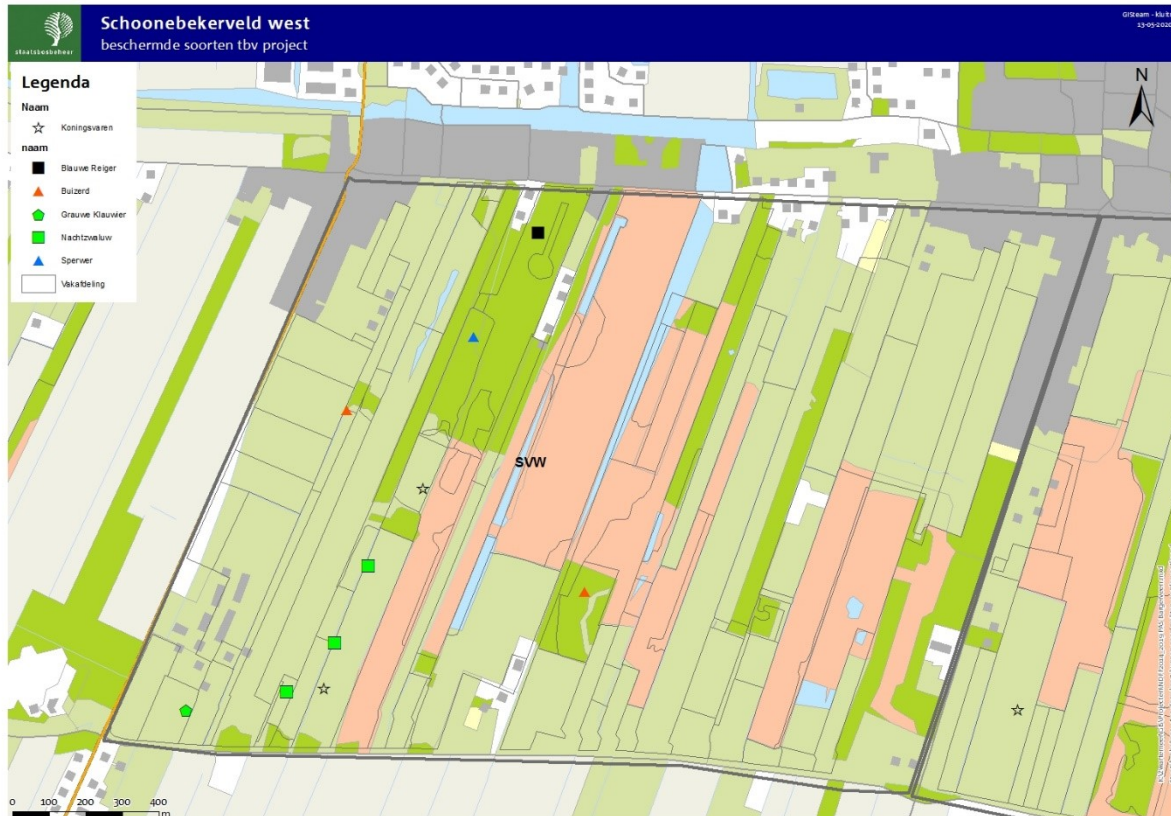 staatsbosbeheer
Schoonebekerveld west
beschermde soorten tbv project
Legenda
Naam
Koningsvaren
naam
Blauwe Reiger
Buizerd
Grauwe Klauwier
Nachtzwaluw
Sperwer
Vakafdeling
N
SVW
0 100 200 300 400
m